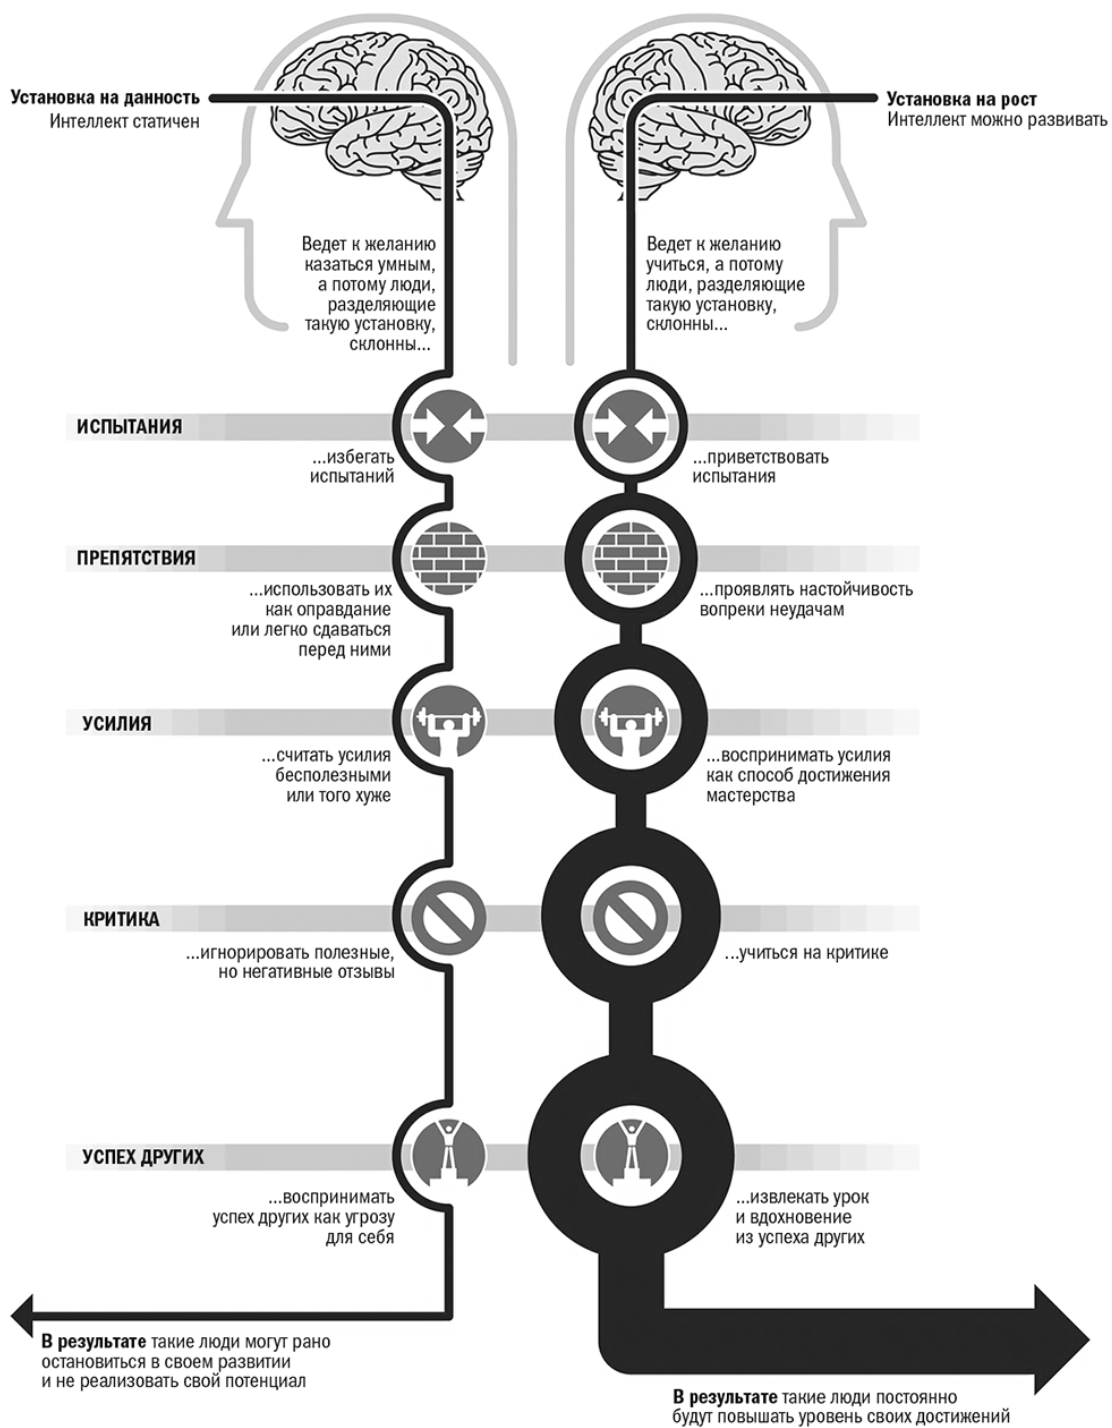 Установка на данность
Интеллект статичен
Установка на рост
Интеллект можно развивать
Ведет к желанию
казаться умным,
а потому люди,
разделяющие
такую установку,
склонны...
Ведет к желанию
учиться, а потому
люди, разделяющие
такую установку,
склонны...
ИСПЫТАНИЯ
...избегать
испытаний
...приветствовать
испытания
ПРЕПЯТСТВИЯ
...использовать их
как оправдание
или легко сдаваться
перед ними
...проявлять настойчивость
вопреки неудачам
УСИЛИЯ
...считать усилия
бесполезными
или того хуже
...воспринимать усилия
как способ достижения
мастерства
КРИТИКА
...игнорировать полезные,
но негативные отзывы
...учиться на критике
УСПЕХ ДРУГИХ
...воспринимать
успех других как угрозу
для себя
...извлекать урок
и вдохновение
из успеха других
В результате такие люди могут рано
остановиться в своем развитии
и не реализовать свой потенциал
В результате такие люди постоянно
будут повышать уровень своих достижений